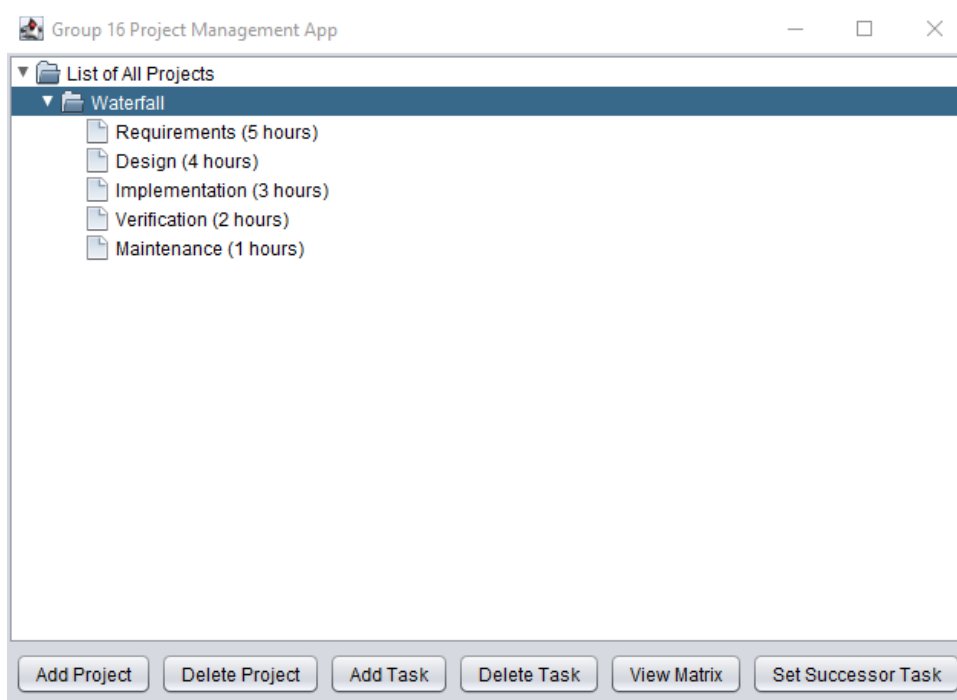 Group 16 Project Management App
List of All Projects
Waterfall
Requirements (5 hours)
Design (4 hours)
Implementation (3 hours)
Verification (2 hours)
Maintenance (1 hours)
Add Project Delete Project Add Task Delete Task View Matrix Set Successor Task